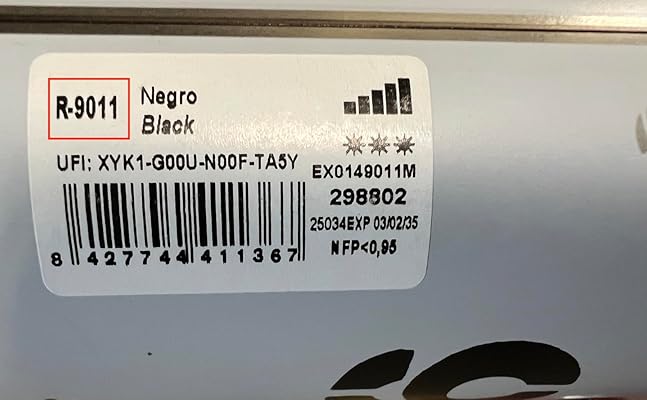 R-9011
Negro
Black
UFI: XYK1-G00U-N00F-TA5Y
EX0149011M
298802
25034EXP 03/02/35
NFP<0,95
8 427744 411367